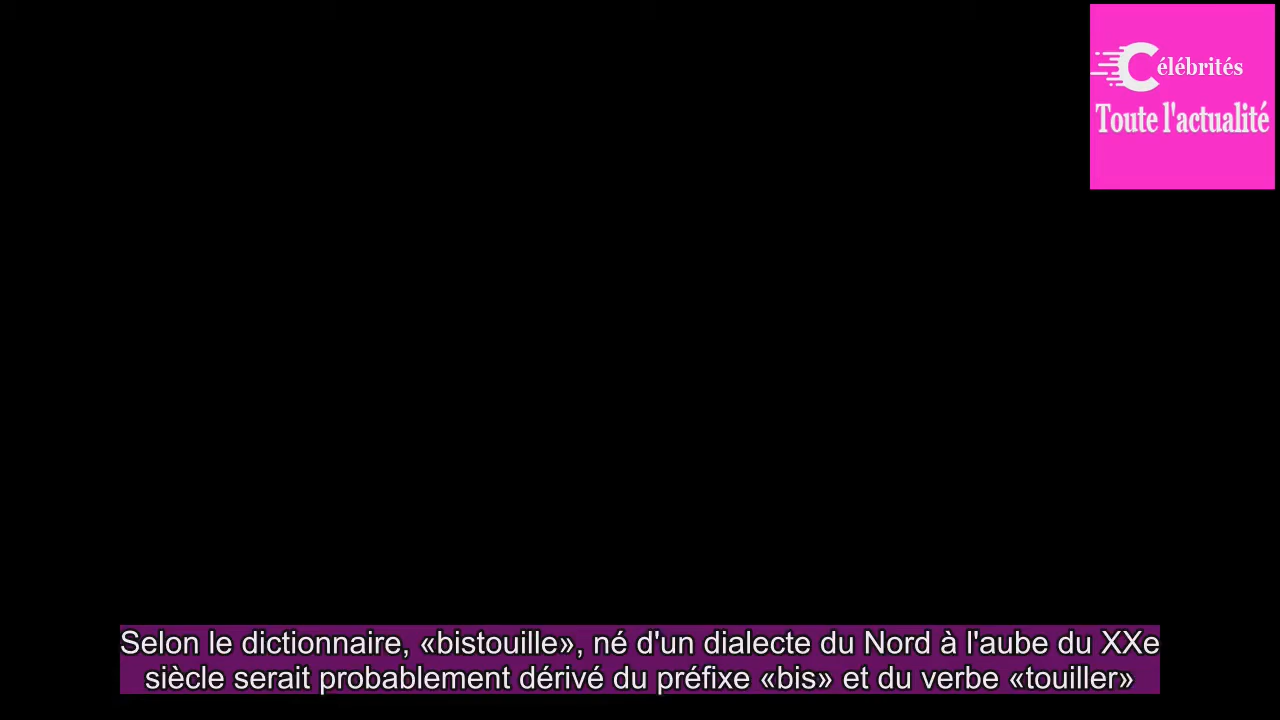 Célébrités
Toute l'actualité
Selon le dictionnaire, «bistouille», né d'un dialecte du Nord à l'aube du XXe
siècle serait probablement dérivé du préfixe «bis» et du verbe «touiller»